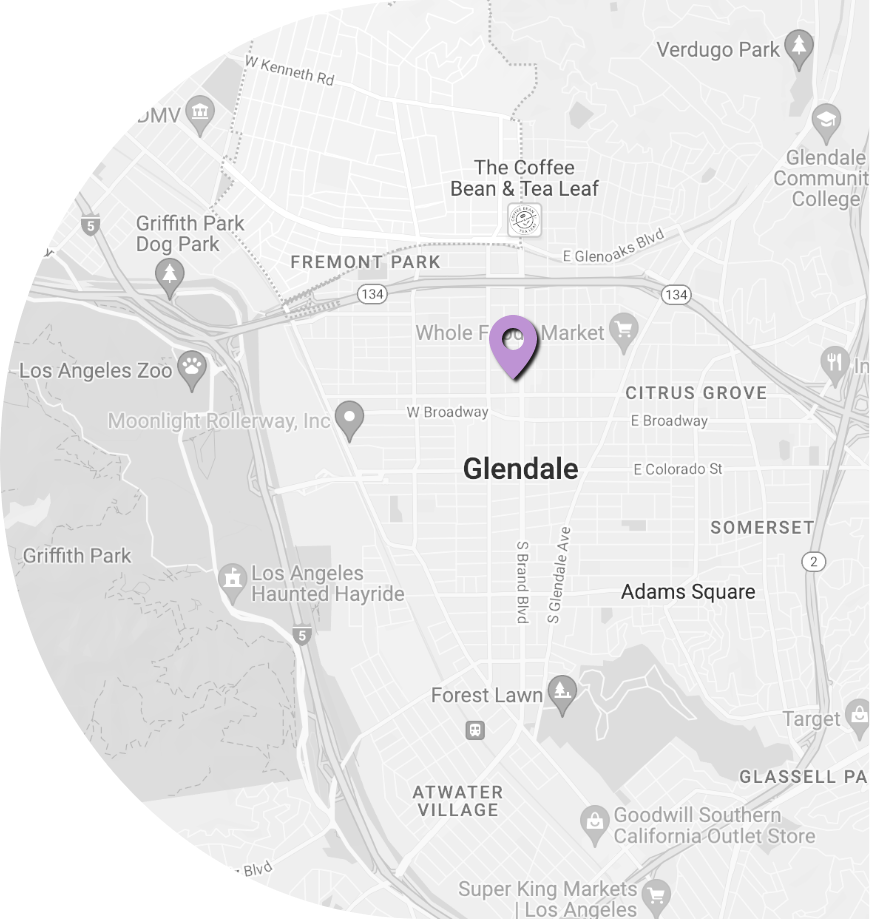 Verdugo Park
W Kenneth Rd
DMV
Glendale
Communit
College
The Coffee
Bean & Tea Leaf
5
Griffith Park
Dog Park
E Glenoaks Blvd
FREMONT PARK
134
134
Whole Foods Market
Los Angeles Zoo
In
CITRUS GROVE
Moonlight Rollerway, Inc
W Broadway
E Broadway
Glendale
E Colorado St
SOMERSET
Griffith Park
S Brand Blvd
S Glendale Ave
2
Los Angeles
Haunted Hayride
Adams Square
5
Forest Lawn
Target
GLASSELL PA
ATWATER
VILLAGE
Goodwill Southern
California Outlet Store
Blvd
Super King Markets
| Los Angeles